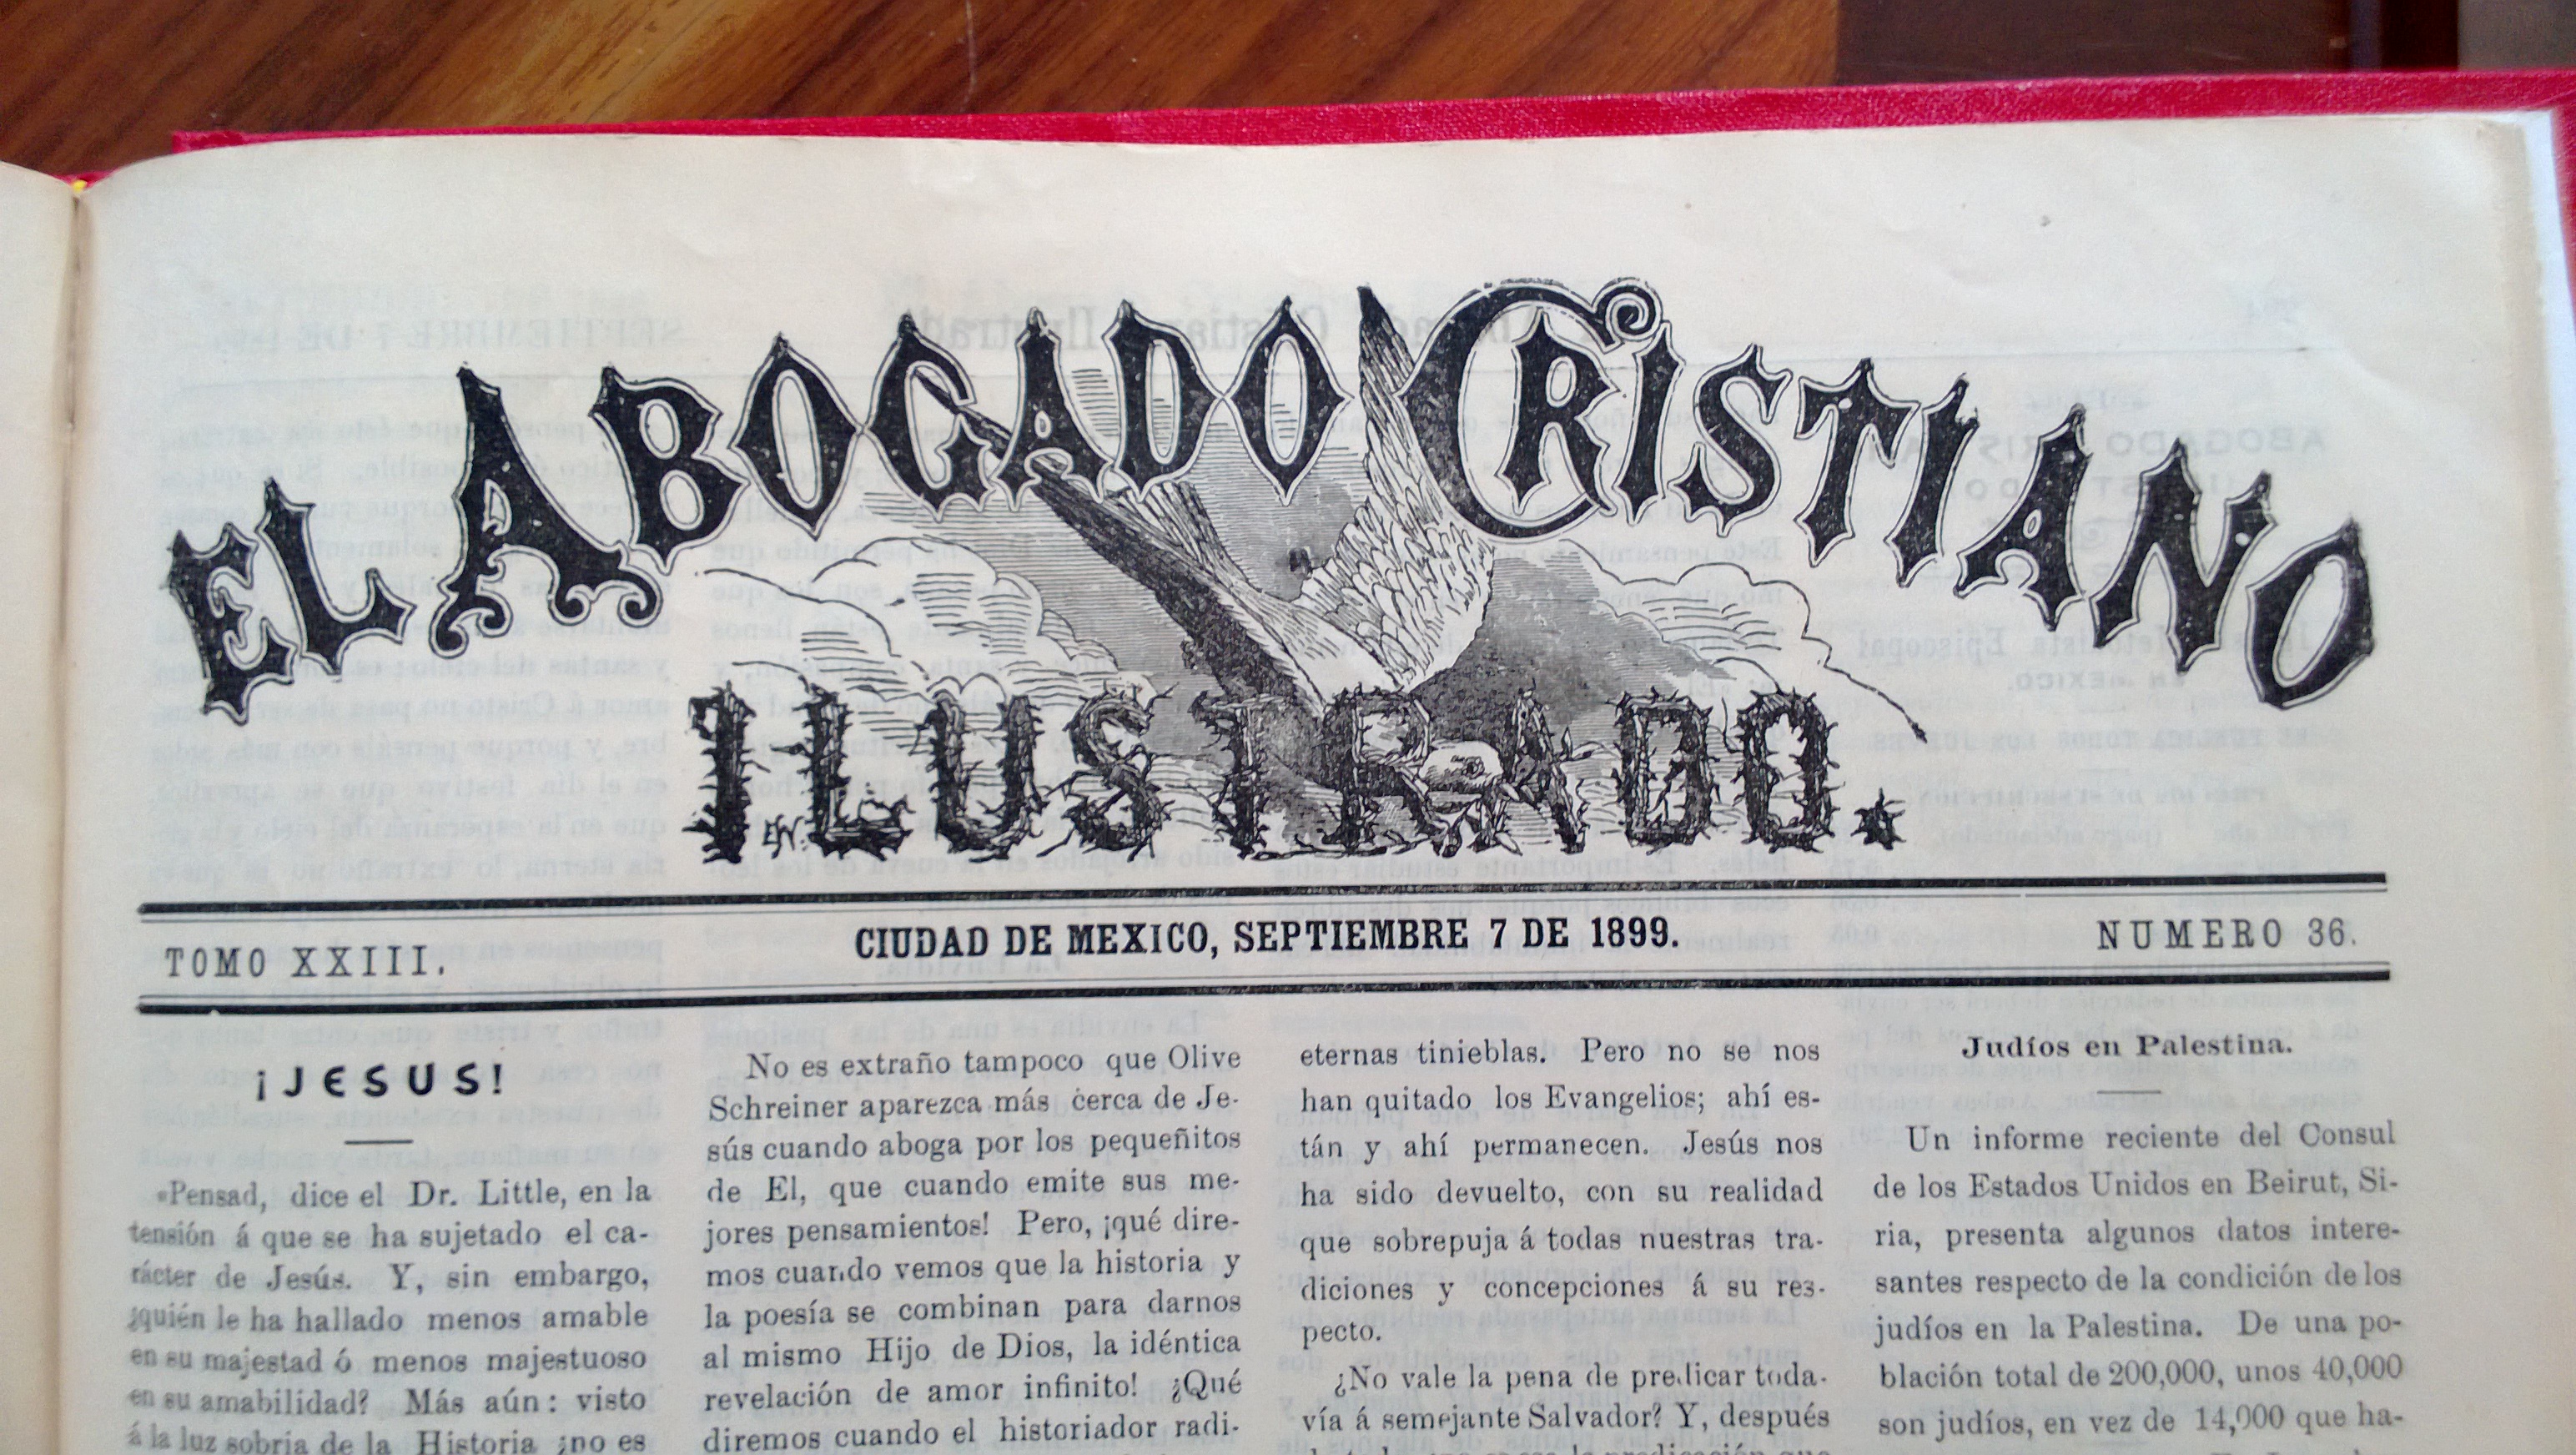 EL ABOGADO CRISTIANO
ILUSTRADO.
TOMO XXIII.
CIUDAD DE MEXICO, SEPTIEMBRE 7 DE 1899.
NUMERO 36.
¡JESUS!
«Pensad, dice el Dr. Little, en la
tensión á que se ha sujetado el ca-
rácter de Jesús. Y, sin embargo,
¿quién le ha hallado menos amable
en su majestad ó menos majestuoso
en su amabilidad? Más aún: visto
á la luz sobria de la Historia ¿no es
No es extraño tampoco que Olive
Schreiner aparezca más cerca de Je-
sús cuando aboga por los pequeñitos
de El, que cuando emite sus me-
jores pensamientos! Pero, ¡qué dire-
mos cuando vemos que la historia y
la poesía se combinan para darnos
al mismo Hijo de Dios, la idéntica
revelación de amor infinito! ¿Qué
diremos cuando el historiador radi-
eternas tinieblas. Pero no se nos
han quitado los Evangelios; ahí es-
tán y ahí permanecen. Jesús nos
ha sido devuelto, con su realidad
que sobrepuja á todas nuestras tra-
diciones y concepciones á su res-
pecto.
¿No vale la pena de predicar toda-
vía á semejante Salvador? Y, después
Judíos en Palestina.
Un informe reciente del Consul
de los Estados Unidos en Beirut, Si-
ria, presenta algunos datos intere-
santes respecto de la condición de los
judíos en la Palestina. De una po-
blación total de 200,000, unos 40,000
son judíos, en vez de 14,000 que ha-